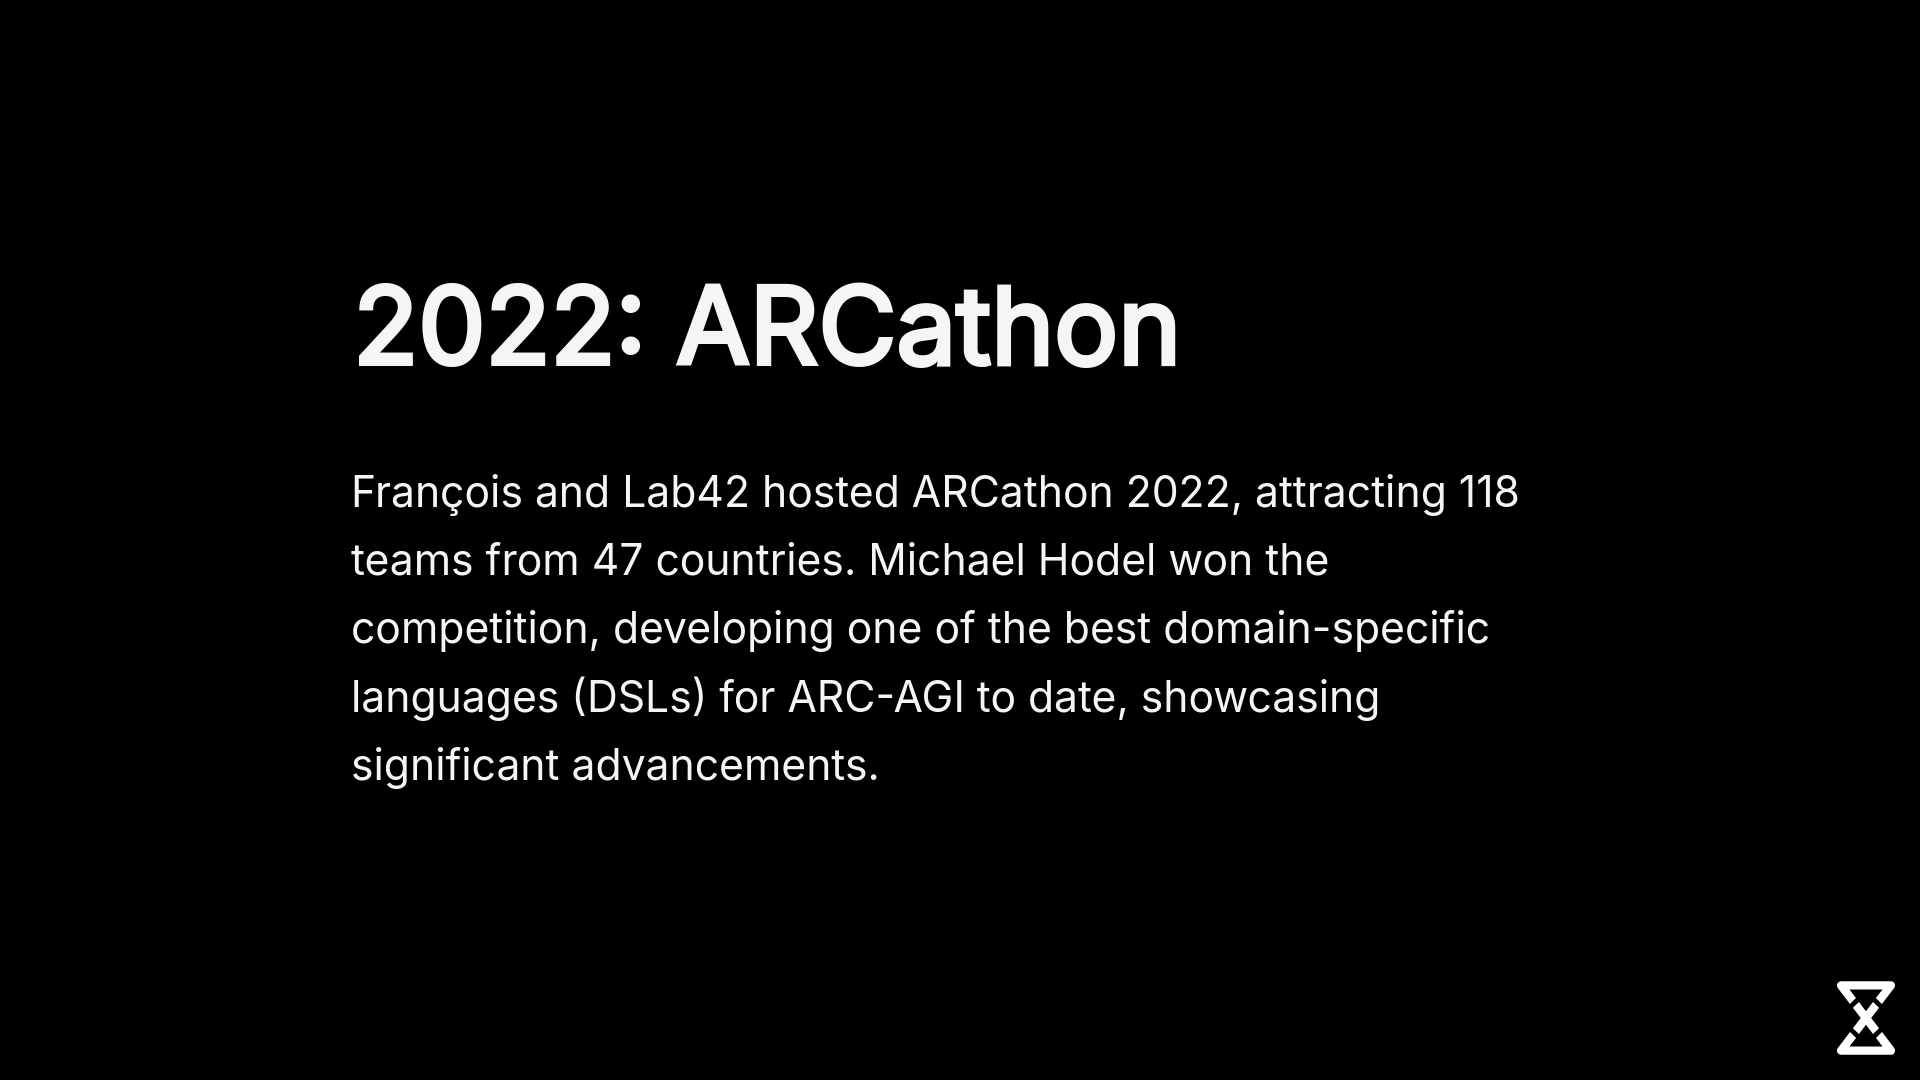 2022: ARCathon
François and Lab42 hosted ARCathon 2022, attracting 118
teams from 47 countries. Michael Hodel won the
competition, developing one of the best domain-specific
languages (DSLs) for ARC-AGI to date, showcasing
significant advancements.